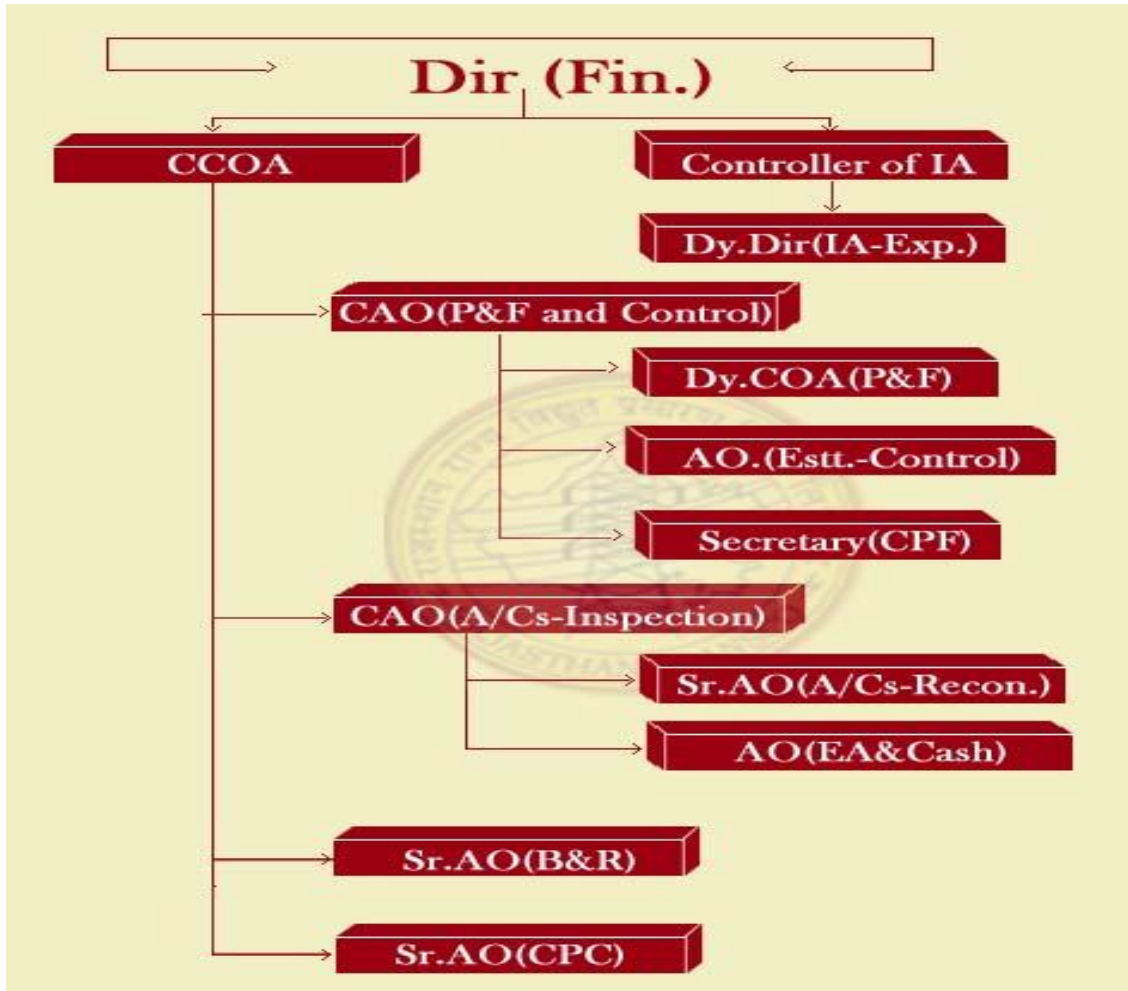 Dir (Fin.)
CCOA
Controller of IA
Dy.Dir(IA-Exp.)
CAO(P&F and Control)
Dy.COA(P&F)
AO.(Estt.-Control)
Secretary(CPF)
CAO(A/Cs-Inspection)
Sr.AO(A/Cs-Recon.)
AO(EA&Cash)
Sr.AO(B&R)
Sr.AO(CPC)